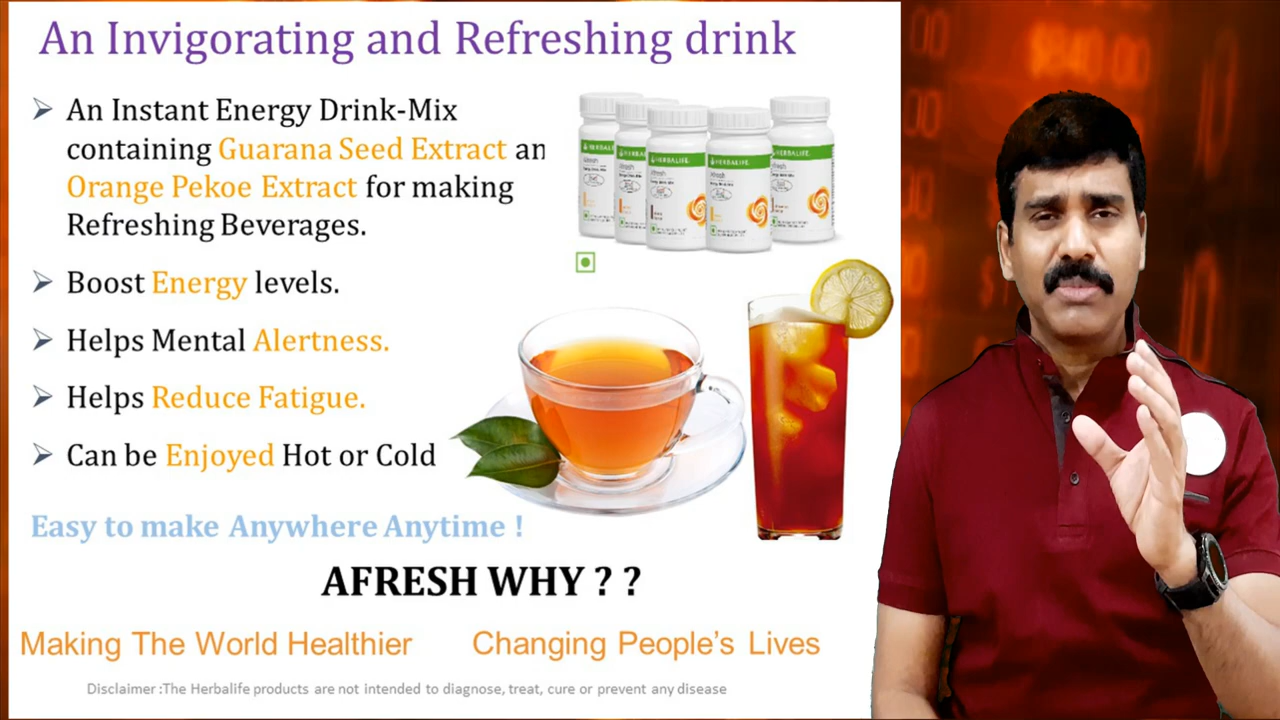 An Invigorating and Refreshing drink
➢ An Instant Energy Drink-Mix
containing Guarana Seed Extract an
Orange Pekoe Extract for making
Refreshing Beverages.
➢ Boost Energy levels.
➢ Helps Mental Alertness.
➢ Helps Reduce Fatigue.
➢ Can be Enjoyed Hot or Cold
Easy to make Anywhere Anytime !
AFRESH WHY ? ?
Making The World Healthier
Changing People’s Lives
Disclaimer :The Herbalife products are not intended to diagnose, treat, cure or prevent any disease
HERBALIFE
HERBALIFE.
HERBALIFE.